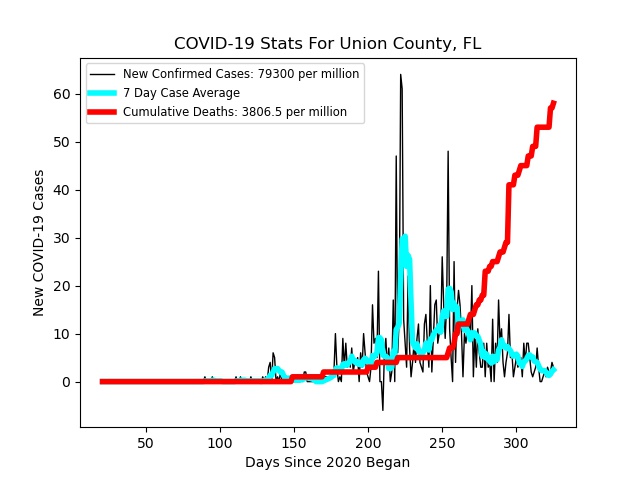 COVID-19 Stats For Union County, FL
New Confirmed Cases: 79300 per million
7 Day Case Average
Cumulative Deaths: 3806.5 per million
New COVID-19 Cases
60
50
40
30
20
10
0
50 100 150 200 250 300
Days Since 2020 Began